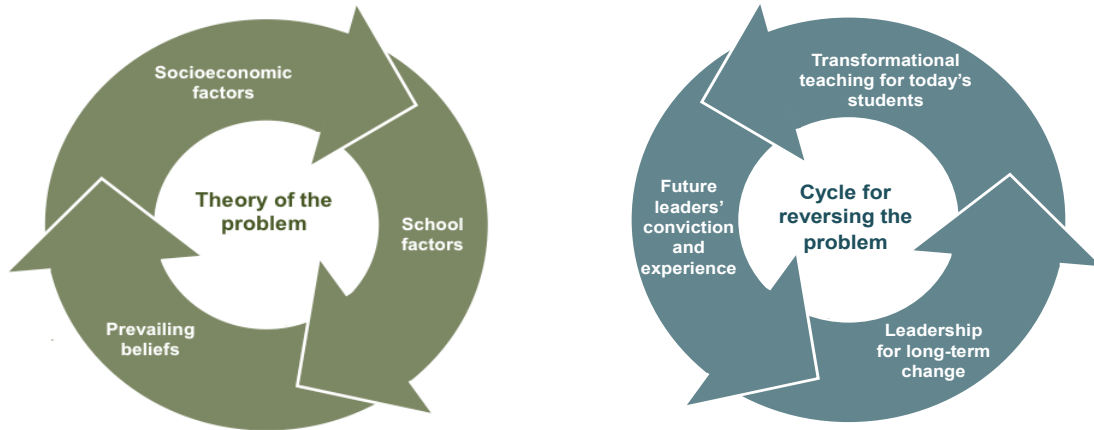 Socioeconomic
factors
Theory of the
problem
School
factors
Prevailing
beliefs
Transformational
teaching for today's
students
Future
leaders'
conviction
and
experience
Cycle for
reversing the
problem
Leadership
for long-term
change